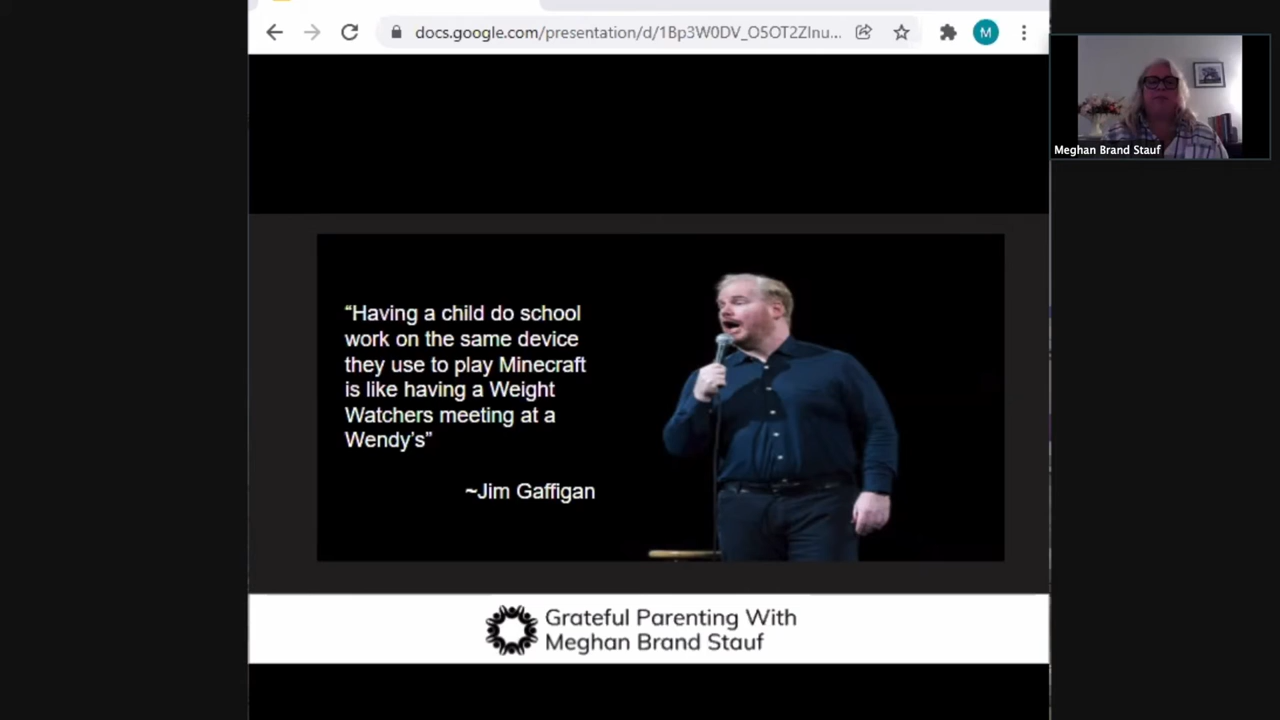 docs.google.com/presentation/d/1Bp3W0DV_O5OT2ZInu...
M
Meghan Brand Stauf
“Having a child do school
work on the same device
they use to play Minecraft
is like having a Weight
Watchers meeting at a
Wendy’s”
~Jim Gaffigan
Grateful Parenting With
Meghan Brand Stauf